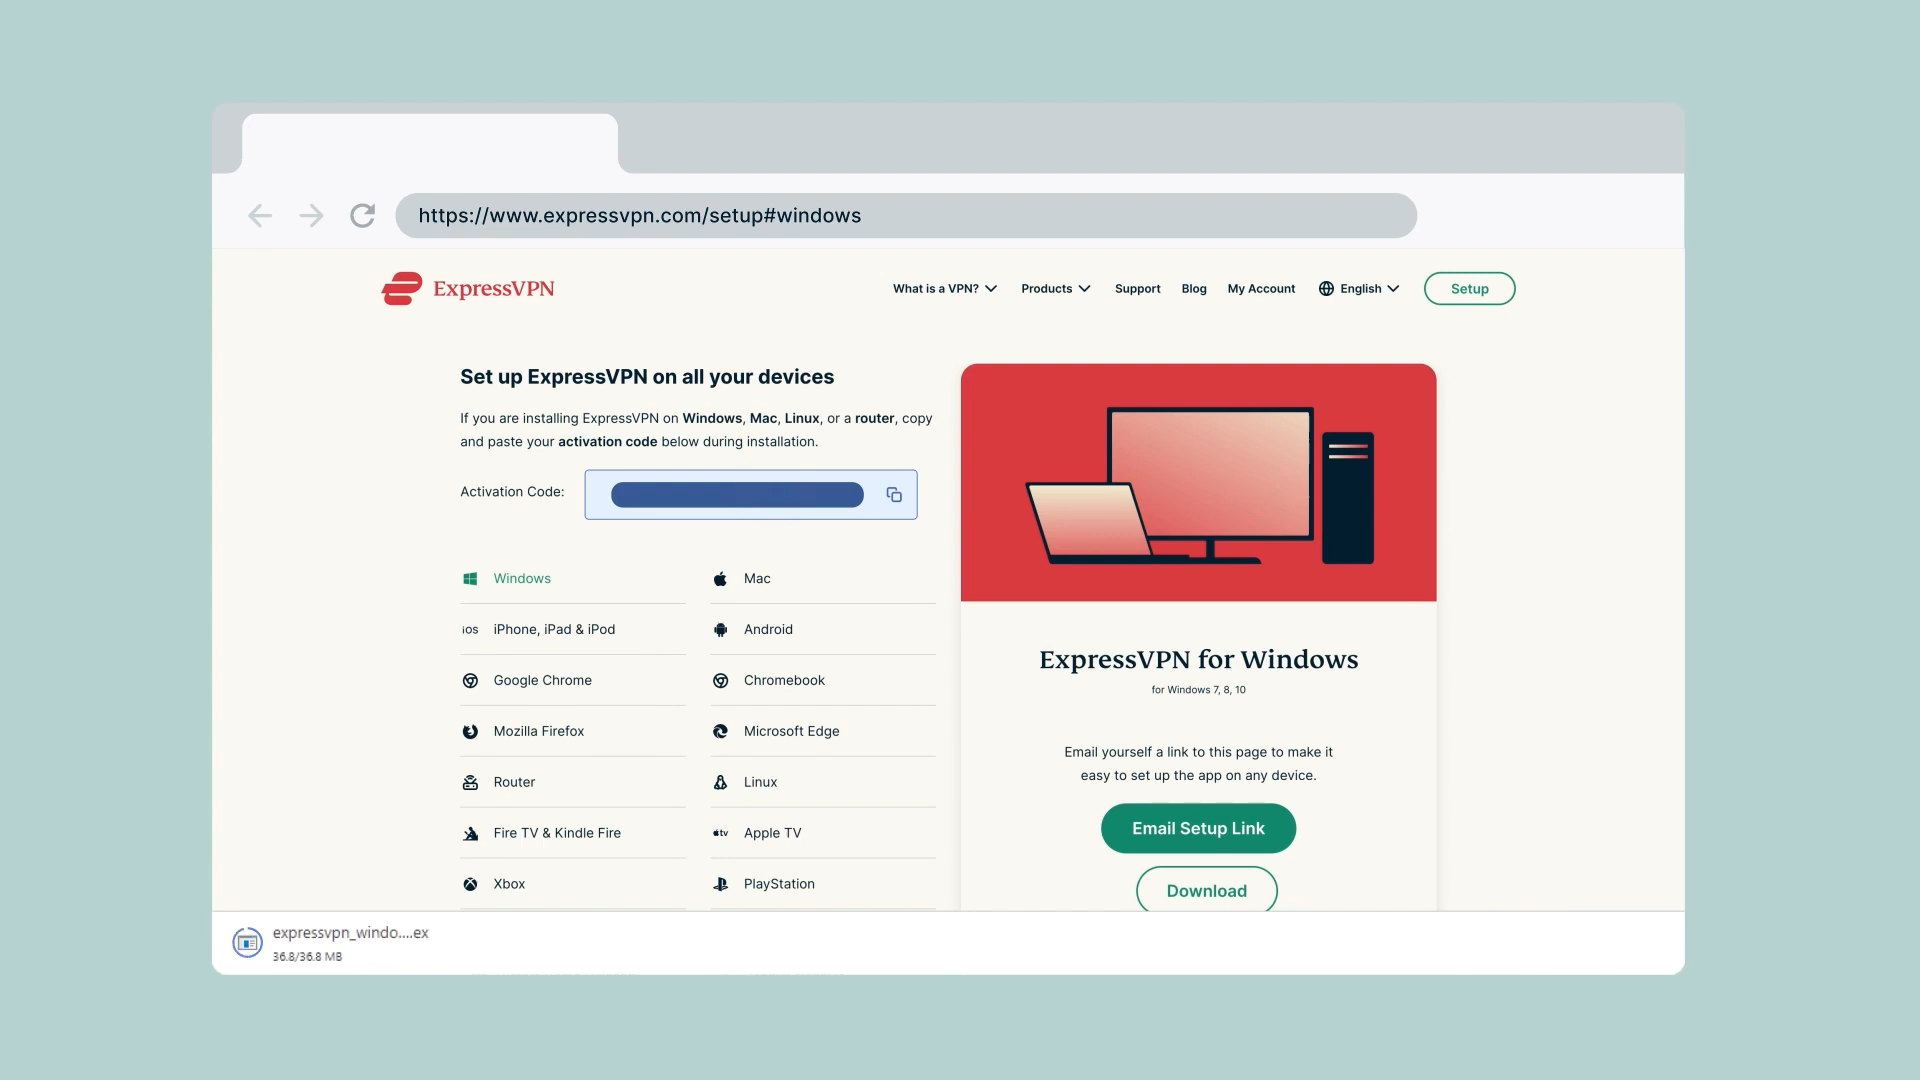 https://www.expressvpn.com/setup#windows
ExpressVPN
What is a VPN?
Products
Support
Blog
My Account
English
Setup
Set up ExpressVPN on all your devices
If you are installing ExpressVPN on Windows, Mac, Linux, or a router, copy
and paste your activation code below during installation.
Activation Code:
Windows
Mac
iOS
iPhone, iPad & iPod
Android
Google Chrome
Chromebook
Mozilla Firefox
Microsoft Edge
Router
Linux
Fire TV & Kindle Fire
tv
Apple TV
Xbox
PlayStation
ExpressVPN for Windows
for Windows 7, 8, 10
Email yourself a link to this page to make it
easy to set up the app on any device.
Email Setup Link
Download
expressvpn_windo....ex
36.8/36.8 MB